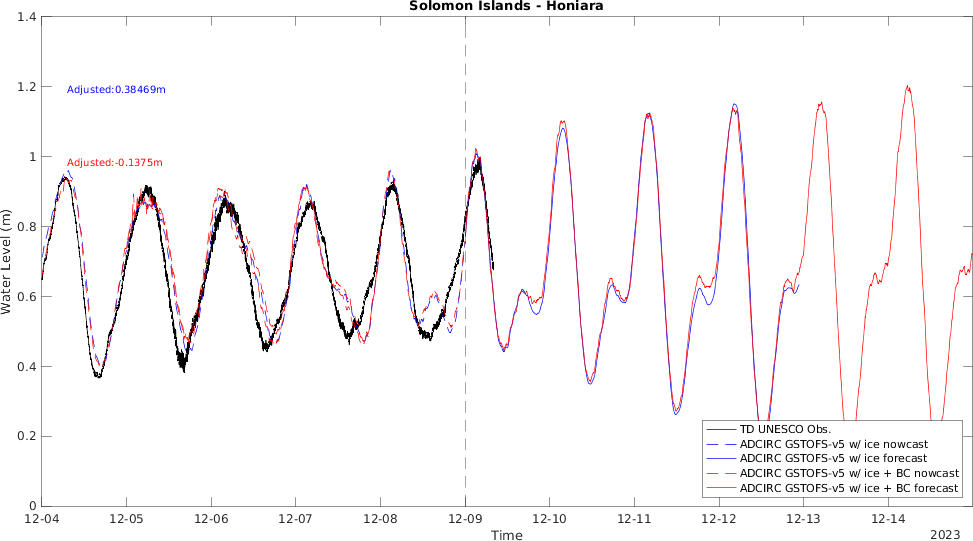 Solomon Islands - Honiara
1.4
1.2
1
0.8
0.6
0.4
0.2
0
Water Level (m)
Adjusted:0.38469m
Adjusted:-0.1375m
TD UNESCO Obs.
ADCIRC GSTOFS-v5 w/ ice nowcast
ADCIRC GSTOFS-v5 w/ ice forecast
ADCIRC GSTOFS-v5 w/ ice + BC nowcast
ADCIRC GSTOFS-v5 w/ ice + BC forecast
12-04 12-05 12-06 12-07 12-08 12-09 12-10 12-11 12-12 12-13 12-14
Time
2023